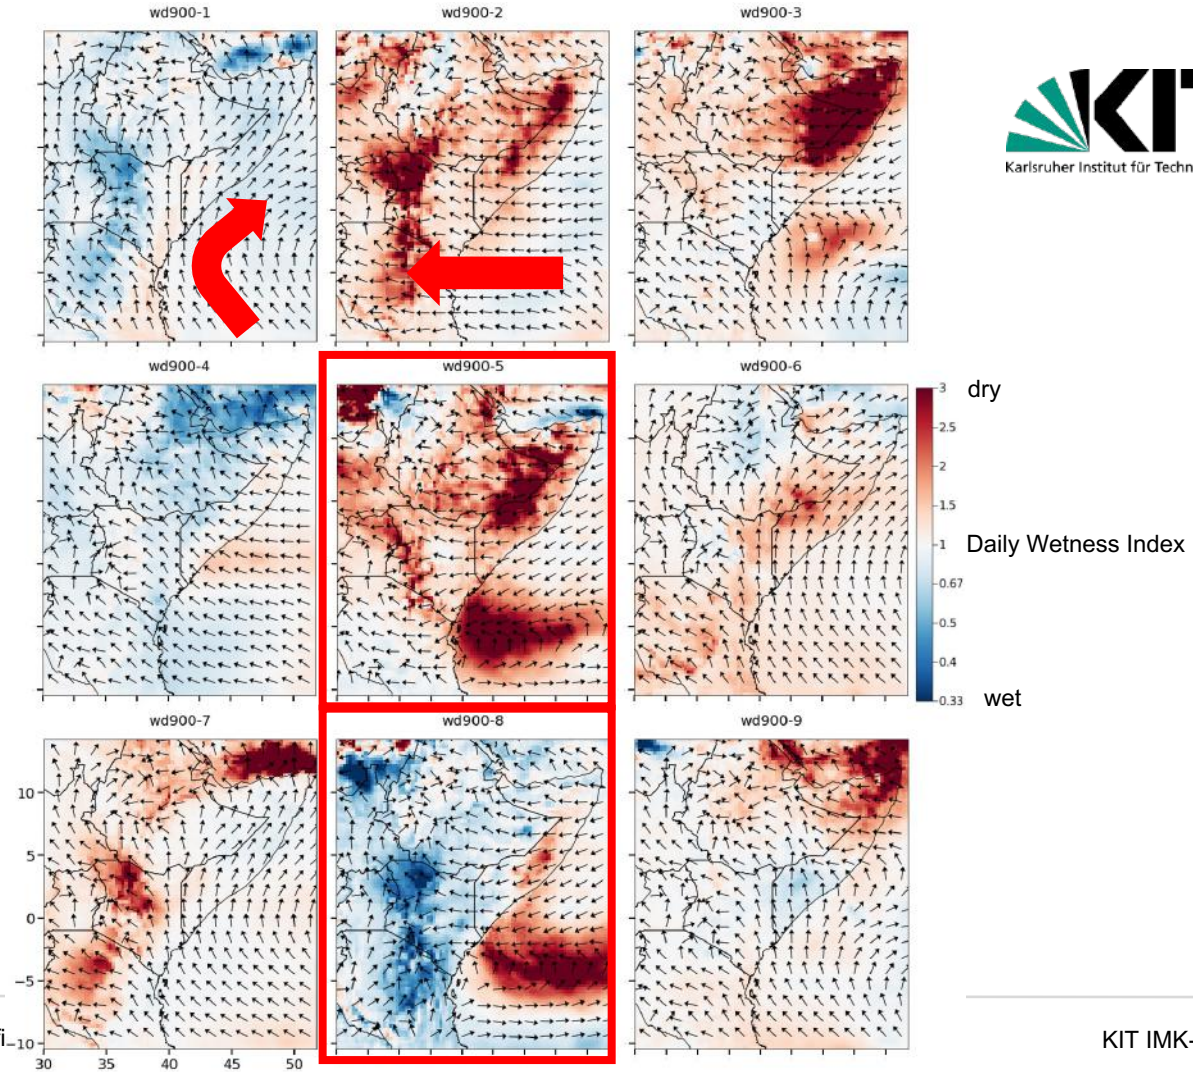 wd900-1
wd900-2
wd900-3
KIT
Karlsruher Institut für Techn
wd900-4
wd900-5
wd900-6
3
dry
2.5
2
1.5
1
Daily Wetness Index
0.67
0.5
0.4
0.33
wet
wd900-7
wd900-8
wd900-9
10
5
0
−5
−10
30
35
40
45
50
fi
KIT IMK-